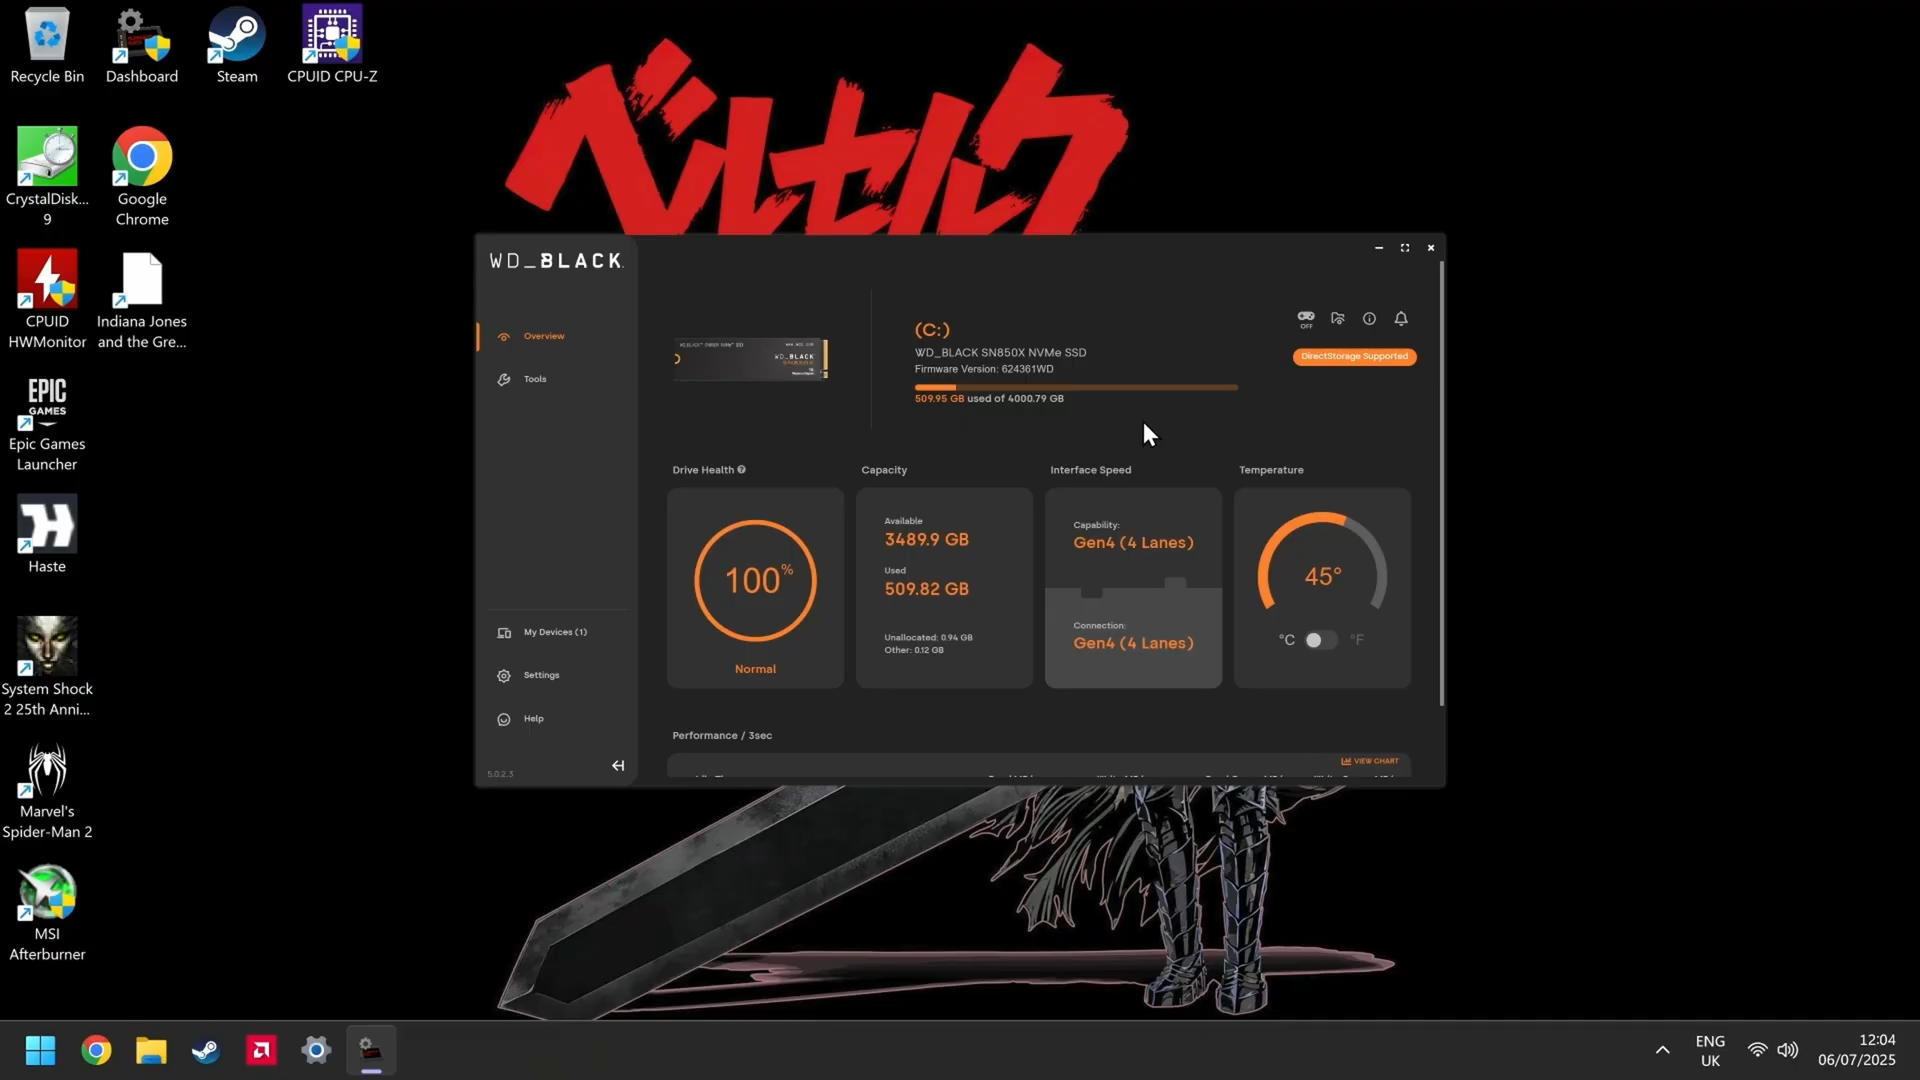 Recycle Bin
Dashboard
Steam
CPUID CPU-Z
CrystalDisk...
9
Google
Chrome
CPUID
HWMonitor
Indiana Jones
and the Gre...
EPIC
GAMES
Epic Games
Launcher
Haste
System Shock
2 25th Anni...
Marvel's
Spider-Man 2
MSI
Afterburner
ベルセルク
WD_BLACK
Overview
Tools
My Devices (1)
Settings
Help
5.0.2.3
WD_BLACK
(C:)
WD_BLACK SN850X NVMe SSD
Firmware Version: 624361WD
509.95 GB used of 4000.79 GB
OFF
DirectStorage Supported
Drive Health
Capacity
Interface Speed
Temperature
100%
Normal
Available
3489.9 GB
Used
509.82 GB
Unallocated: 0.94 GB
Other: 0.12 GB
Capability:
Gen4 (4 Lanes)
Connection:
Gen4 (4 Lanes)
45°
°C
°F
Performance / 3sec
VIEW CHART
ENG
UK
12:04
06/07/2025